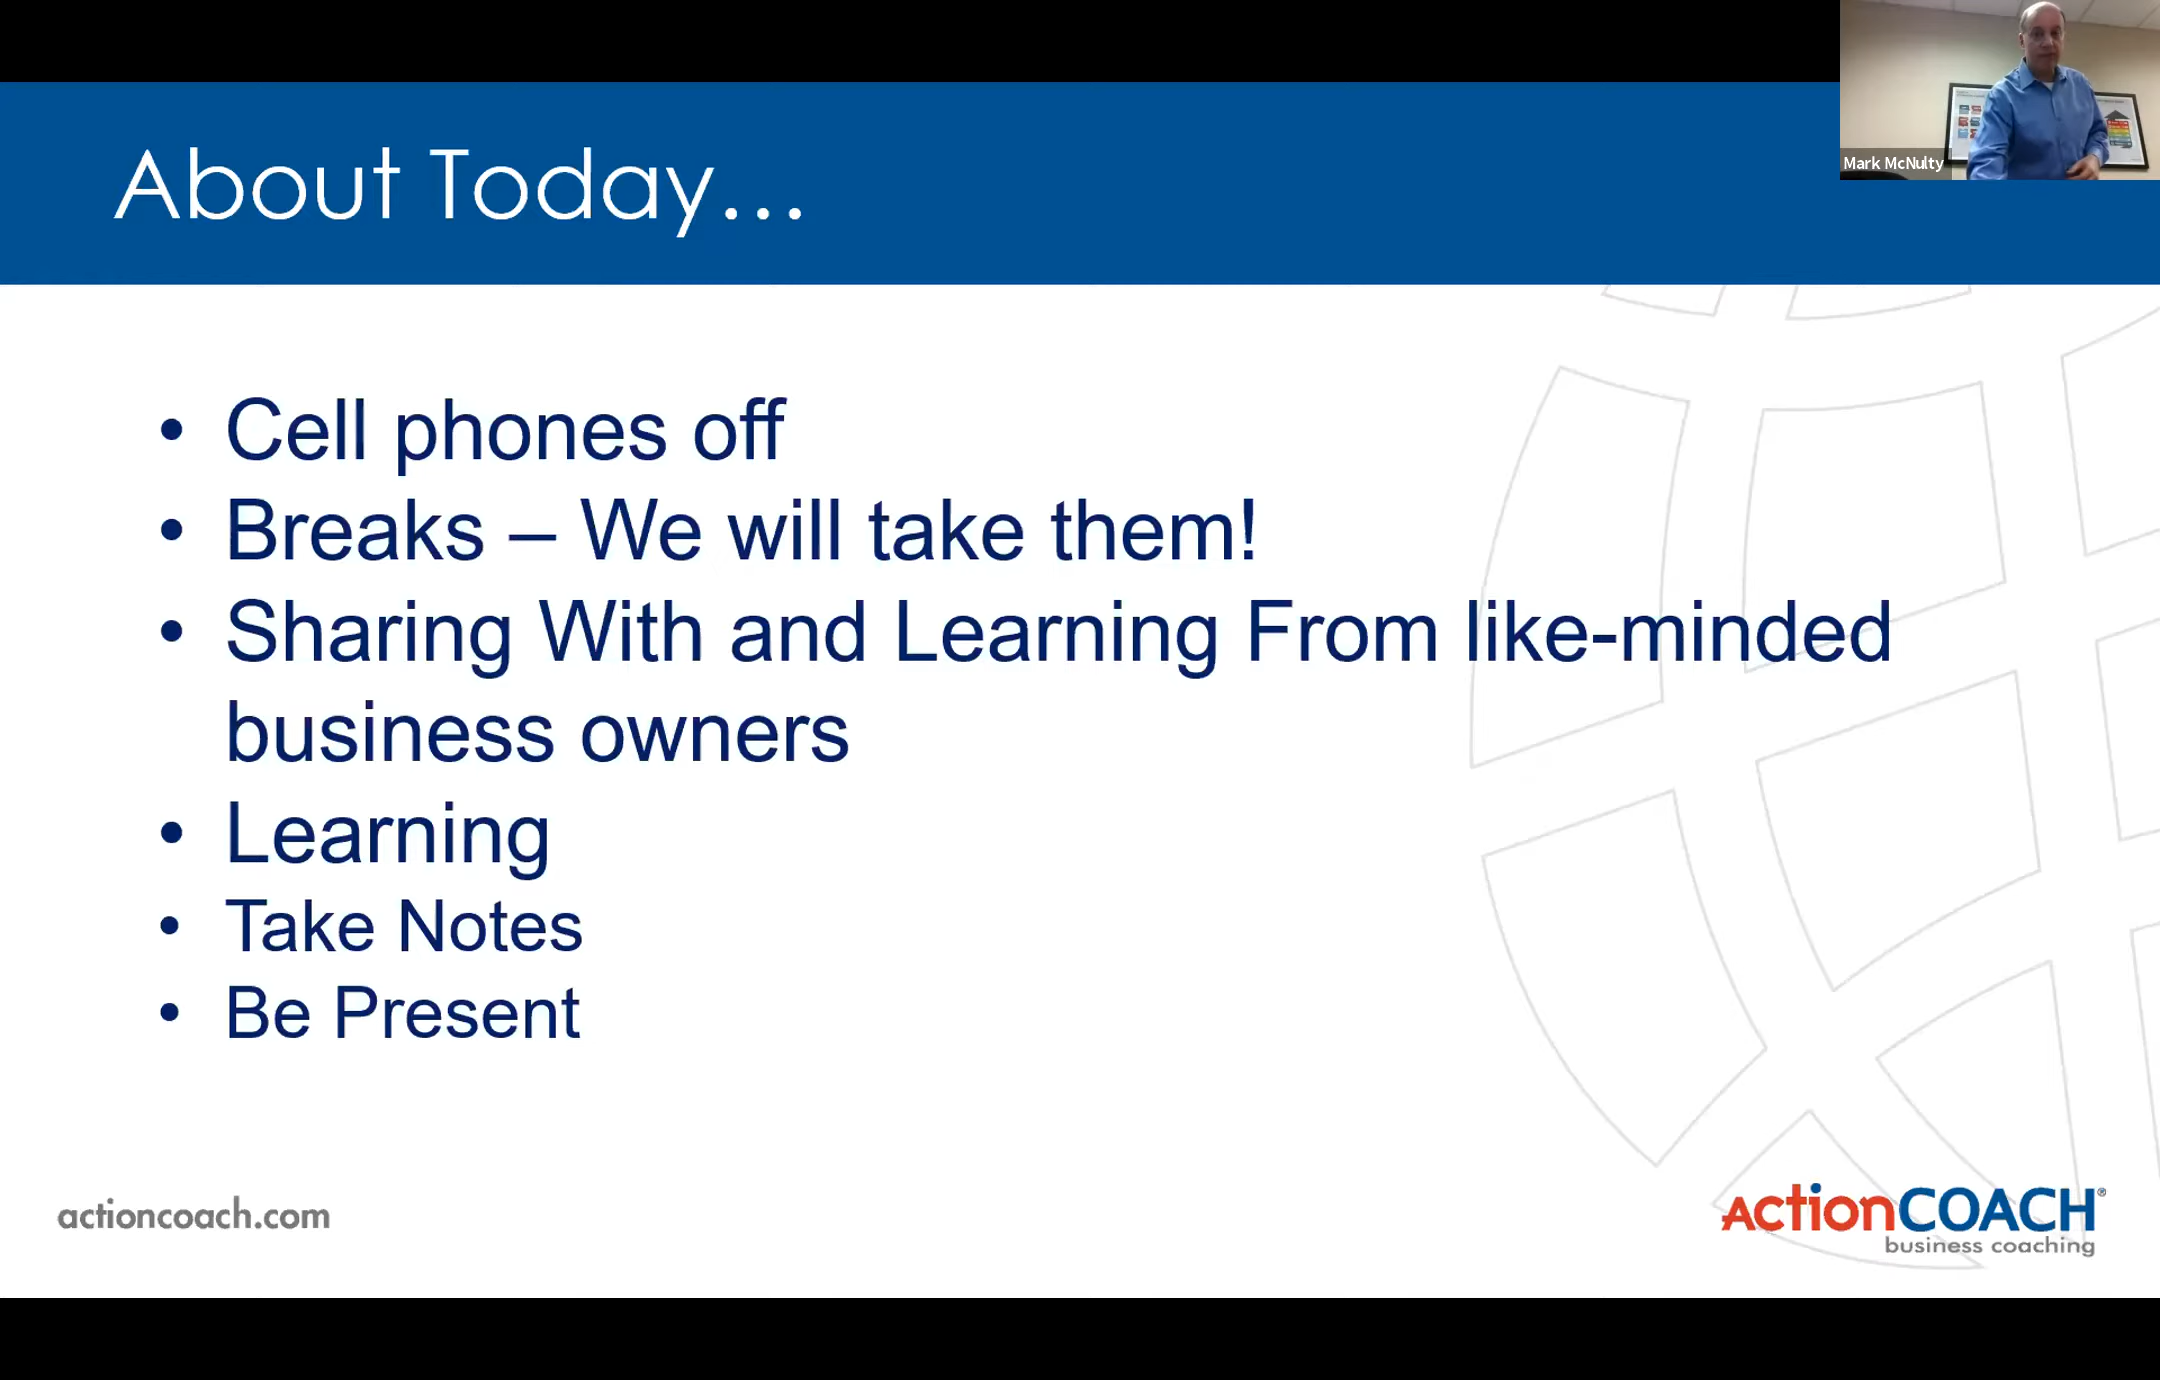 Mark McNulty
About Today...
• Cell phones off
• Breaks – We will take them!
• Sharing With and Learning From like-minded
business owners
• Learning
• Take Notes
• Be Present
actioncoach.com
ActionCOACH®
business coaching